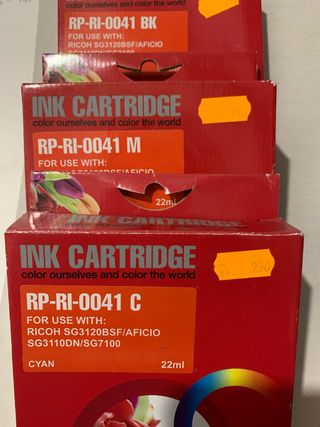 RP-RI-0041 BK
FOR USE WITH:
RICOH SG3120BSF/AFICIO
SG3110DN/SG7100
INK CARTRIDGE
color ourselves and color the world
RP-RI-0041 M
FOR USE WITH:
22ml
INK CARTRIDGE
INK CARTRIDGE
color ourselves and color the world
RP-RI-0041 C
FOR USE WITH:
RICOH SG3120BSF/AFICIO
SG3110DN/SG7100
CYAN
22ml